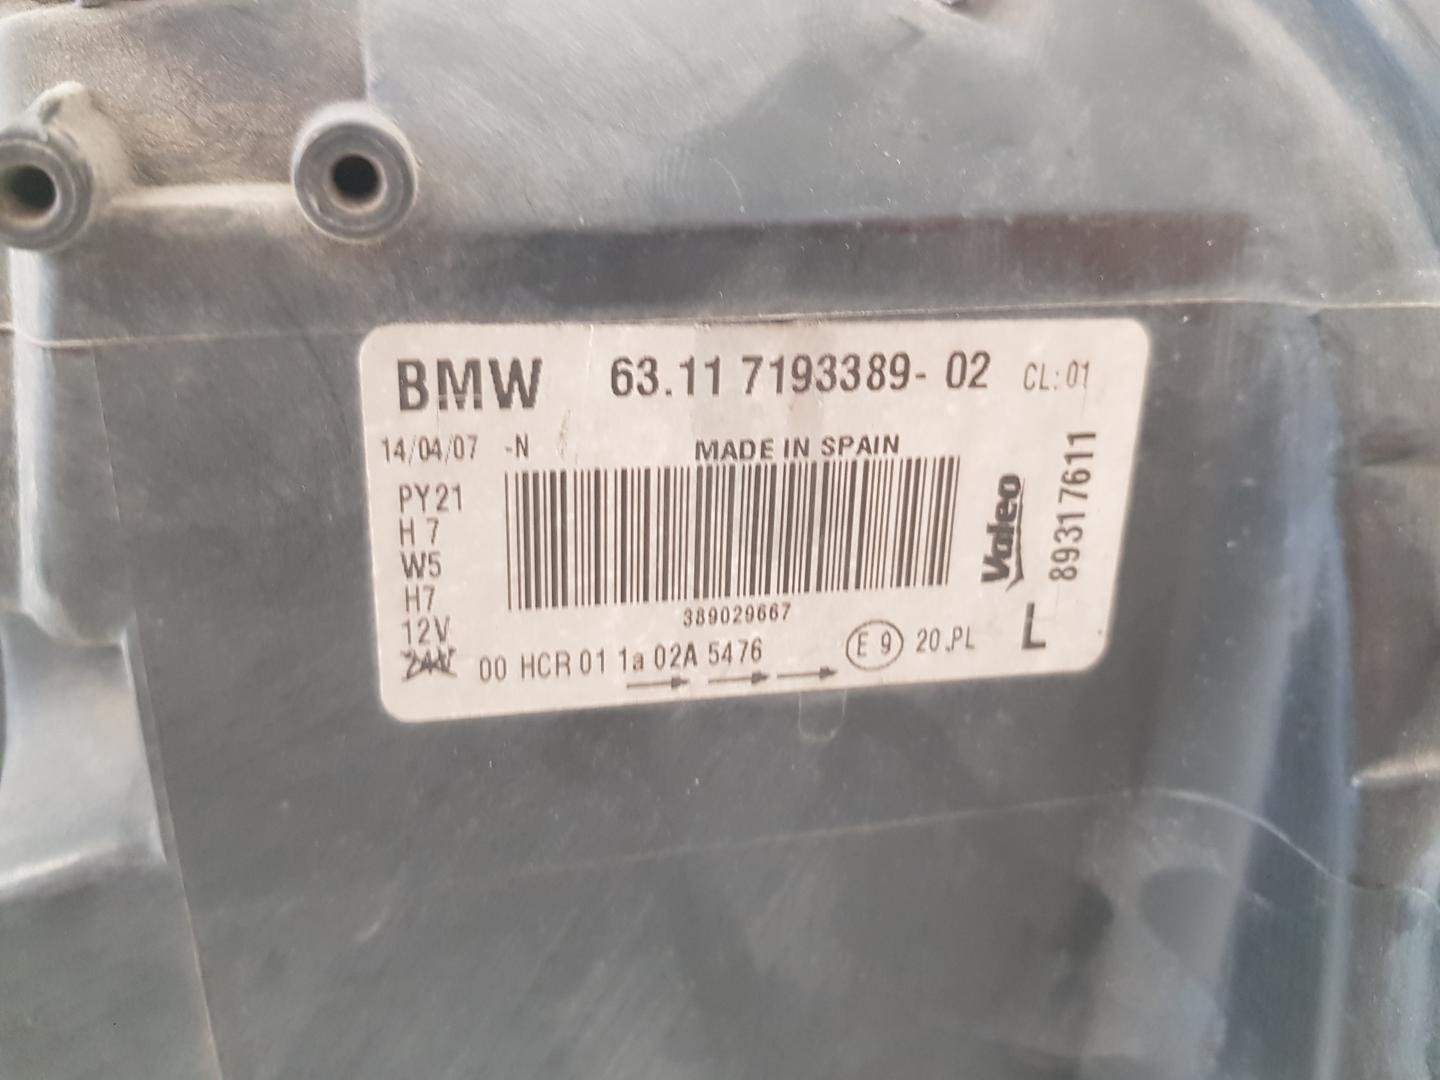 BMW 63.11 7193389- 02 CL:01
14/04/07 -N MADE IN SPAIN
PY21
H7
W5
H7
12V
24V
389029667
00 HCR 01 1a 02A 5476 E 9 20.PL
Valeo
89317611
L